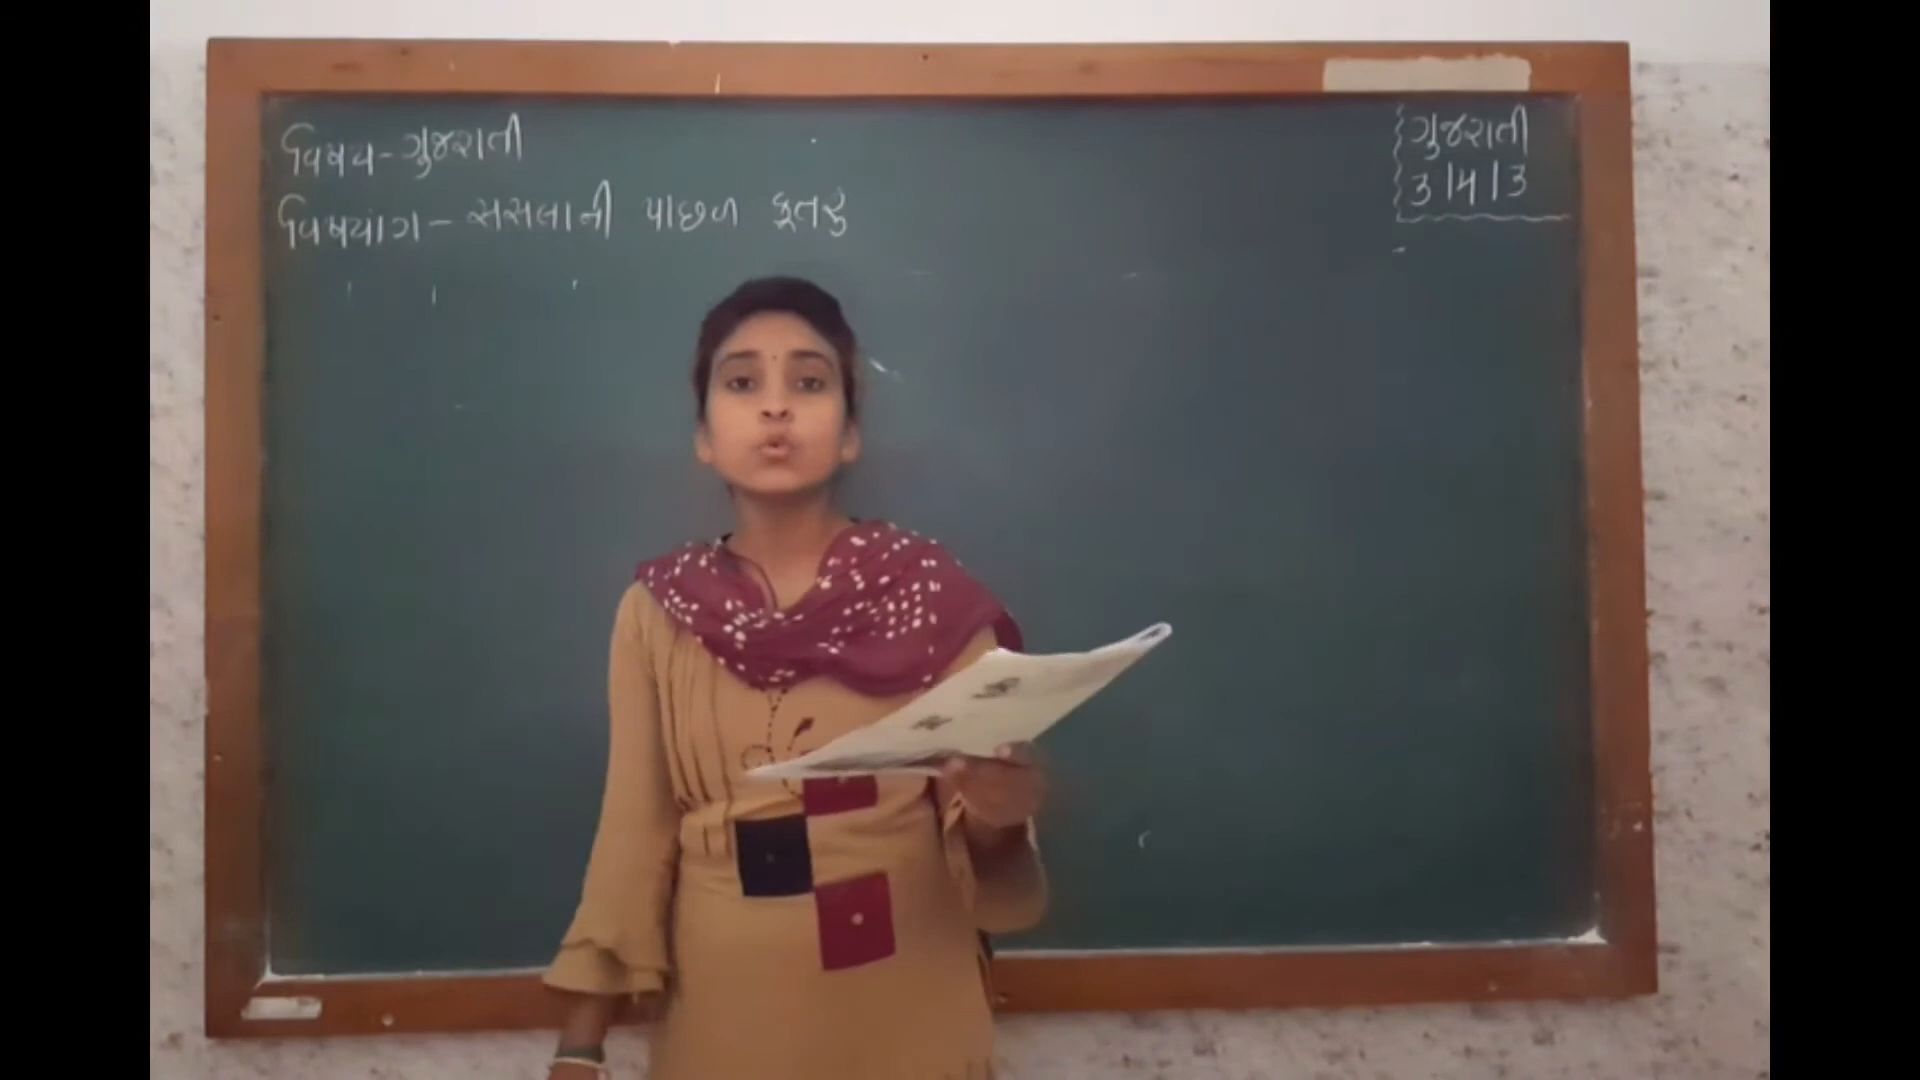 વિષય - ગુજરાતી
વિષયાંગ - સસલાની પાછળ કૂતરું
ગુજરાતી
3/4/3